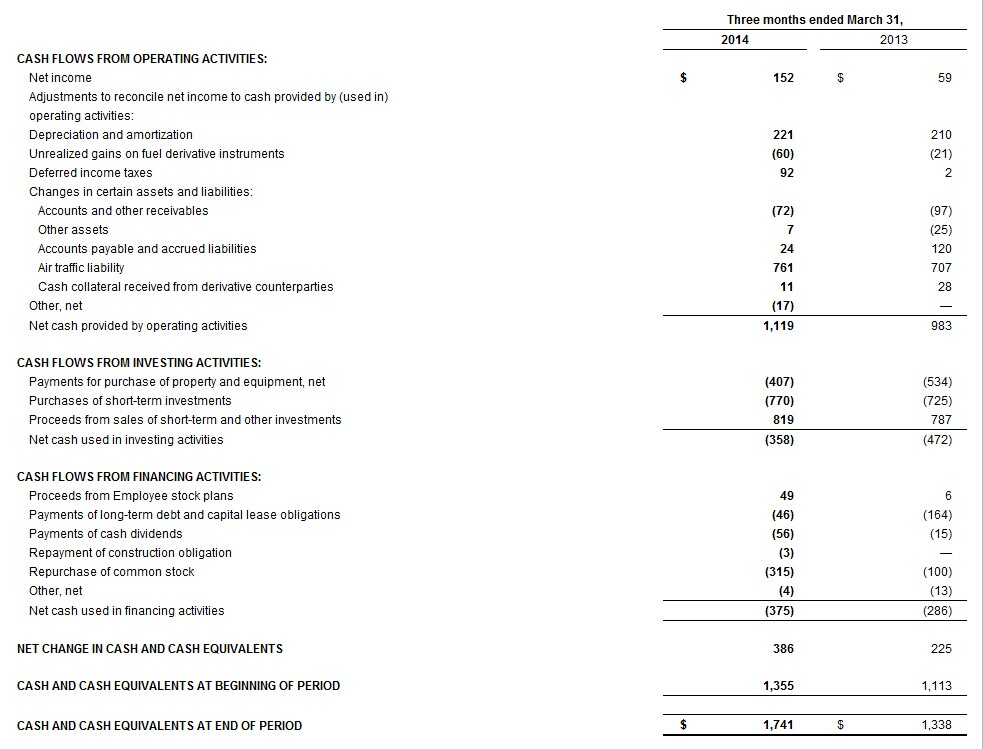 Three months ended March 31,
2014 2013
CASH FLOWS FROM OPERATING ACTIVITIES:
Net income $ 152 $ 59
Adjustments to reconcile net income to cash provided by (used in)
operating activities:
Depreciation and amortization 221 210
Unrealized gains on fuel derivative instruments (60) (21)
Deferred income taxes 92 2
Changes in certain assets and liabilities:
Accounts and other receivables (72) (97)
Other assets 7 (25)
Accounts payable and accrued liabilities 24 120
Air traffic liability 761 707
Cash collateral received from derivative counterparties 11 28
Other, net (17) —
Net cash provided by operating activities 1,119 983
CASH FLOWS FROM INVESTING ACTIVITIES:
Payments for purchase of property and equipment, net (407) (534)
Purchases of short-term investments (770) (725)
Proceeds from sales of short-term and other investments 819 787
Net cash used in investing activities (358) (472)
CASH FLOWS FROM FINANCING ACTIVITIES:
Proceeds from Employee stock plans 49 6
Payments of long-term debt and capital lease obligations (46) (164)
Payments of cash dividends (56) (15)
Repayment of construction obligation (3) —
Repurchase of common stock (315) (100)
Other, net (4) (13)
Net cash used in financing activities (375) (286)
NET CHANGE IN CASH AND CASH EQUIVALENTS 386 225
CASH AND CASH EQUIVALENTS AT BEGINNING OF PERIOD 1,355 1,113
CASH AND CASH EQUIVALENTS AT END OF PERIOD $ 1,741 $ 1,338